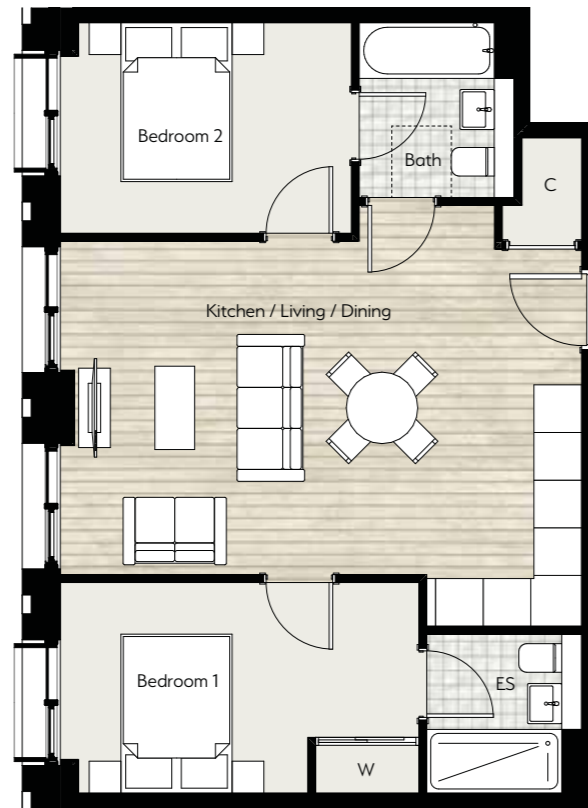 Bedroom 2
Bath
C
Kitchen / Living / Dining
Bedroom 1
ES
W